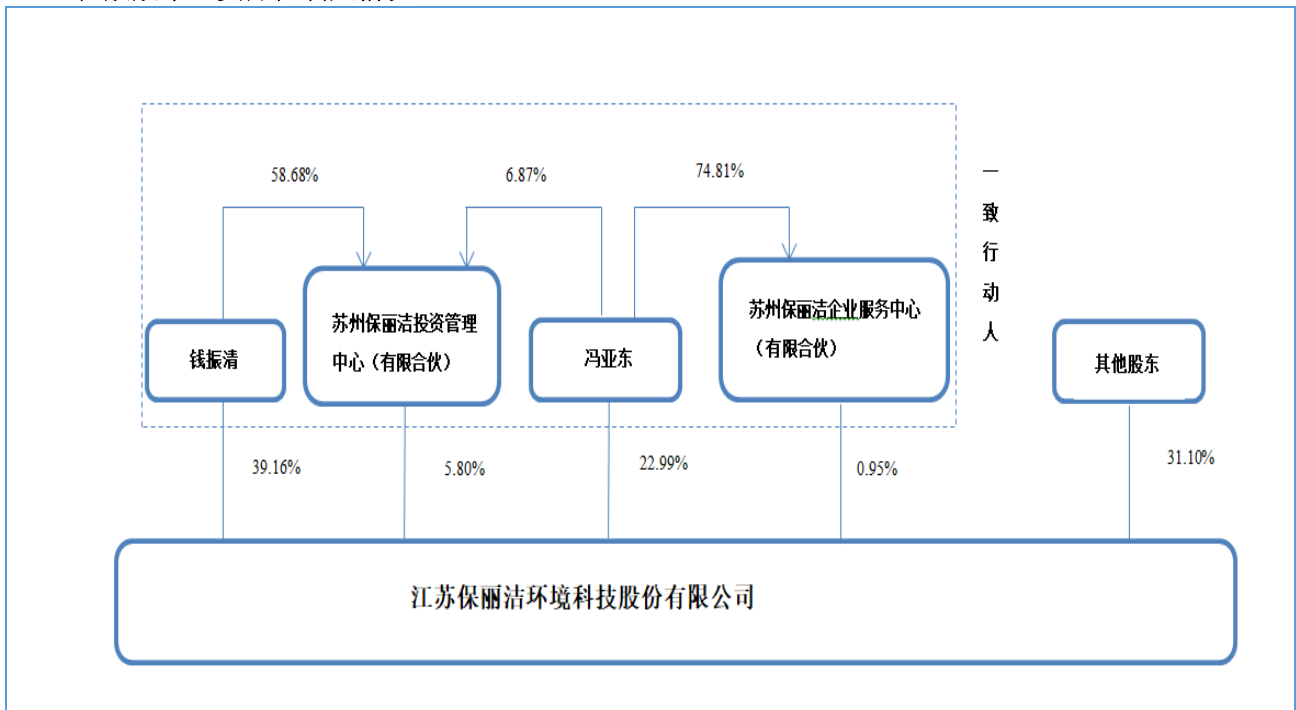 58.68%
6.87%
74.81%
一
致
行
动
人
苏州保丽洁投资管理
中心（有限合伙）
苏州保丽洁企业服务中心
（有限合伙）
钱振清
冯亚东
其他股东
39.16%
5.80%
22.99%
0.95%
31.10%
江苏保丽洁环境科技股份有限公司